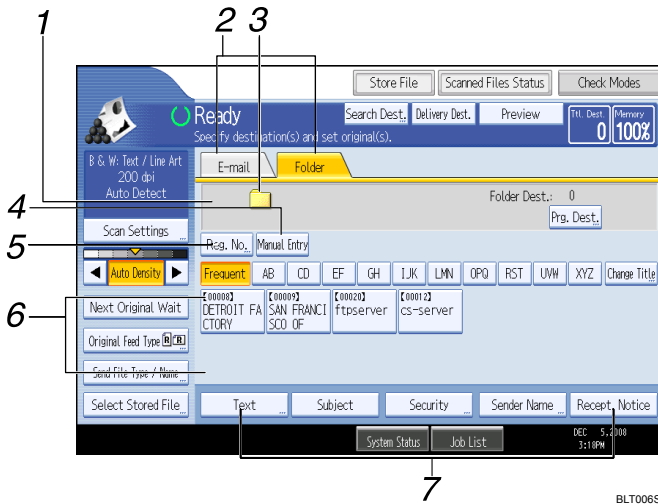 1 2 3
Store File Scanned Files Status Check Modes
Ready Search Dest. Delivery Dest. Preview Ttl. Dest. 0 Memory 100%
Specify destination(s) and set original(s).
B & W: Text / Line Art
200 dpi
Auto Detect
E-mail Folder
1
Folder Dest.: 0
4
Prg. Dest.
Scan Settings
5
Reg. No. Manual Entry
Auto Density
Frequent AB CD EF GH IJK LMN OPQ RST UVW XYZ Change Title
6
Next Original Wait
【00008】 DETROIT FA CTORY
【00009】 SAN FRANCI SCO OF
【00020】 ftpserver
【00012】 cs-server
Original Feed Type
Send File Type / Name
Select Stored File
Text Subject Security Sender Name Recept. Notice
System Status Job List
DEC 5,2008
3:18PM
7
BLT006S